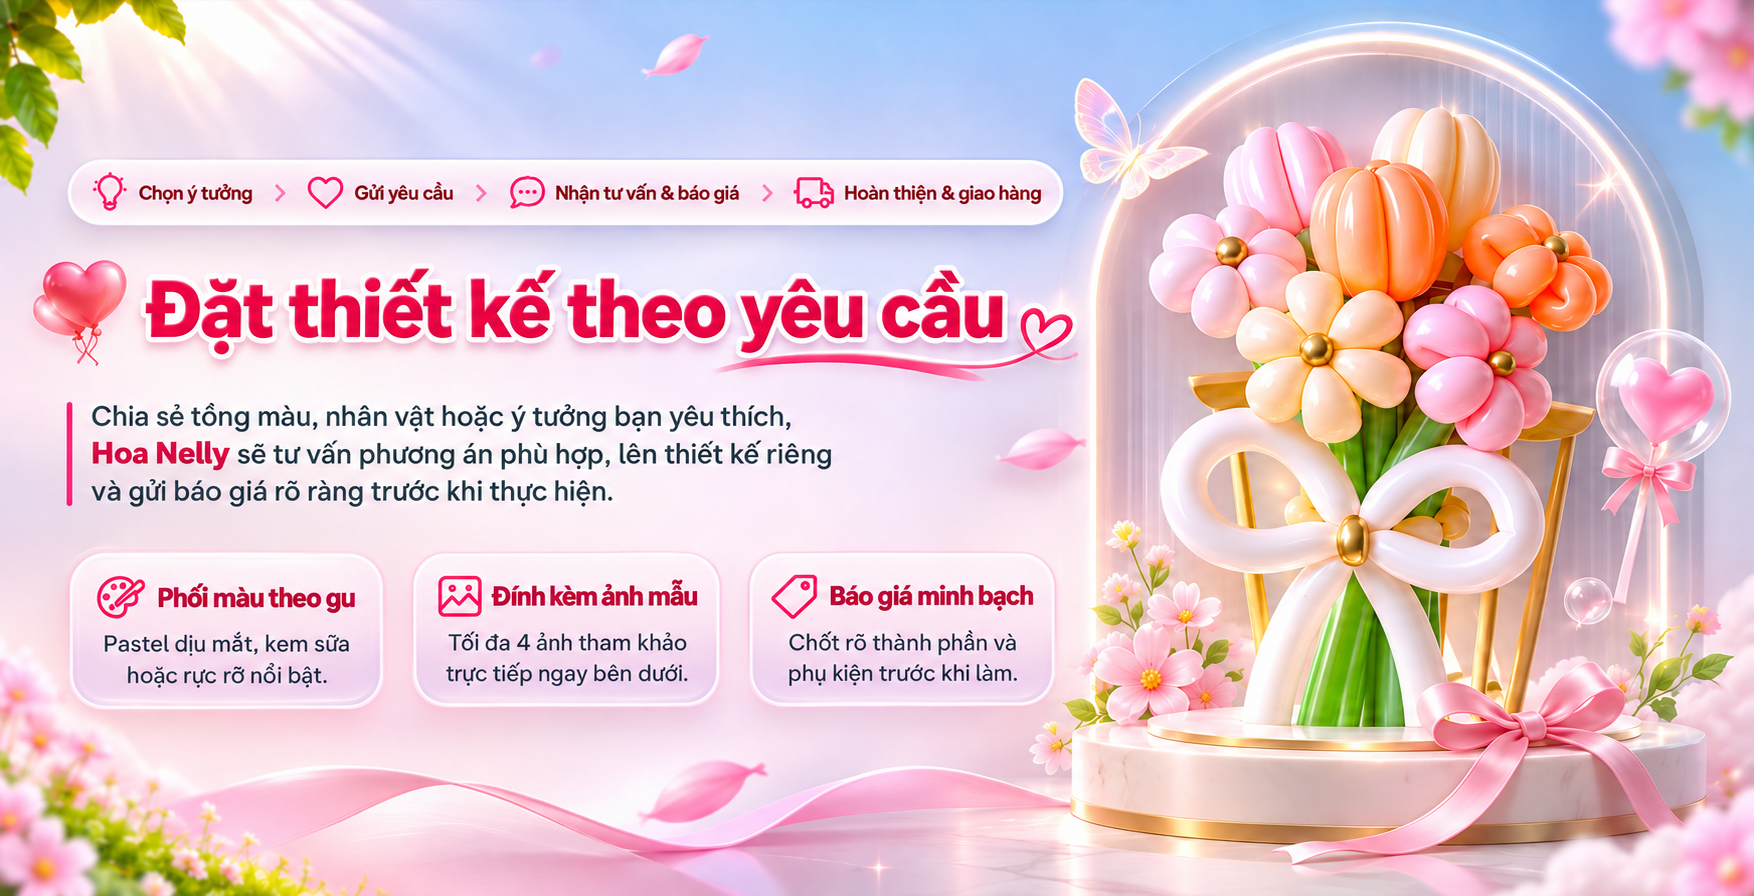 Chọn ý tưởng
Gửi yêu cầu
Nhận tư vấn & báo giá
Hoàn thiện & giao hàng
Đặt thiết kế theo yêu cầu
Chia sẻ tổng màu, nhân vật hoặc ý tưởng bạn yêu thích,
Hoa Nelly sẽ tư vấn phương án phù hợp, lên thiết kế riêng
và gửi báo giá rõ ràng trước khi thực hiện.
Phối màu theo gu
Pastel dịu mắt, kem sữa
hoặc rực rỡ nổi bật.
Đính kèm ảnh mẫu
Tối đa 4 ảnh tham khảo
trực tiếp ngay bên dưới.
Báo giá minh bạch
Chốt rõ thành phần và
phụ kiện trước khi làm.